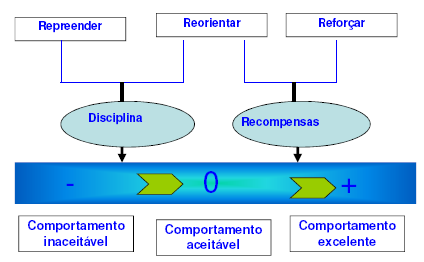 Repreender
Reorientar
Reforçar
Disciplina
Recompensas
- 0 +
Comportamento
inaceitável
Comportamento
aceitável
Comportamento
excelente